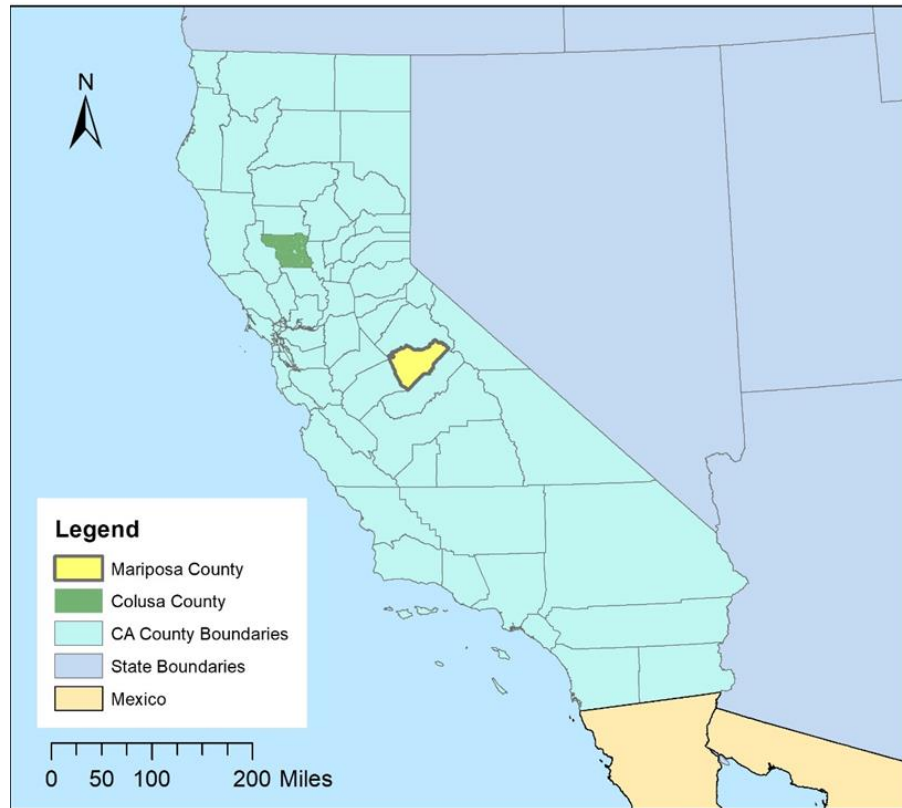 N
Legend
Mariposa County
Colusa County
CA County Boundaries
State Boundaries
Mexico
0 50 100 200 Miles